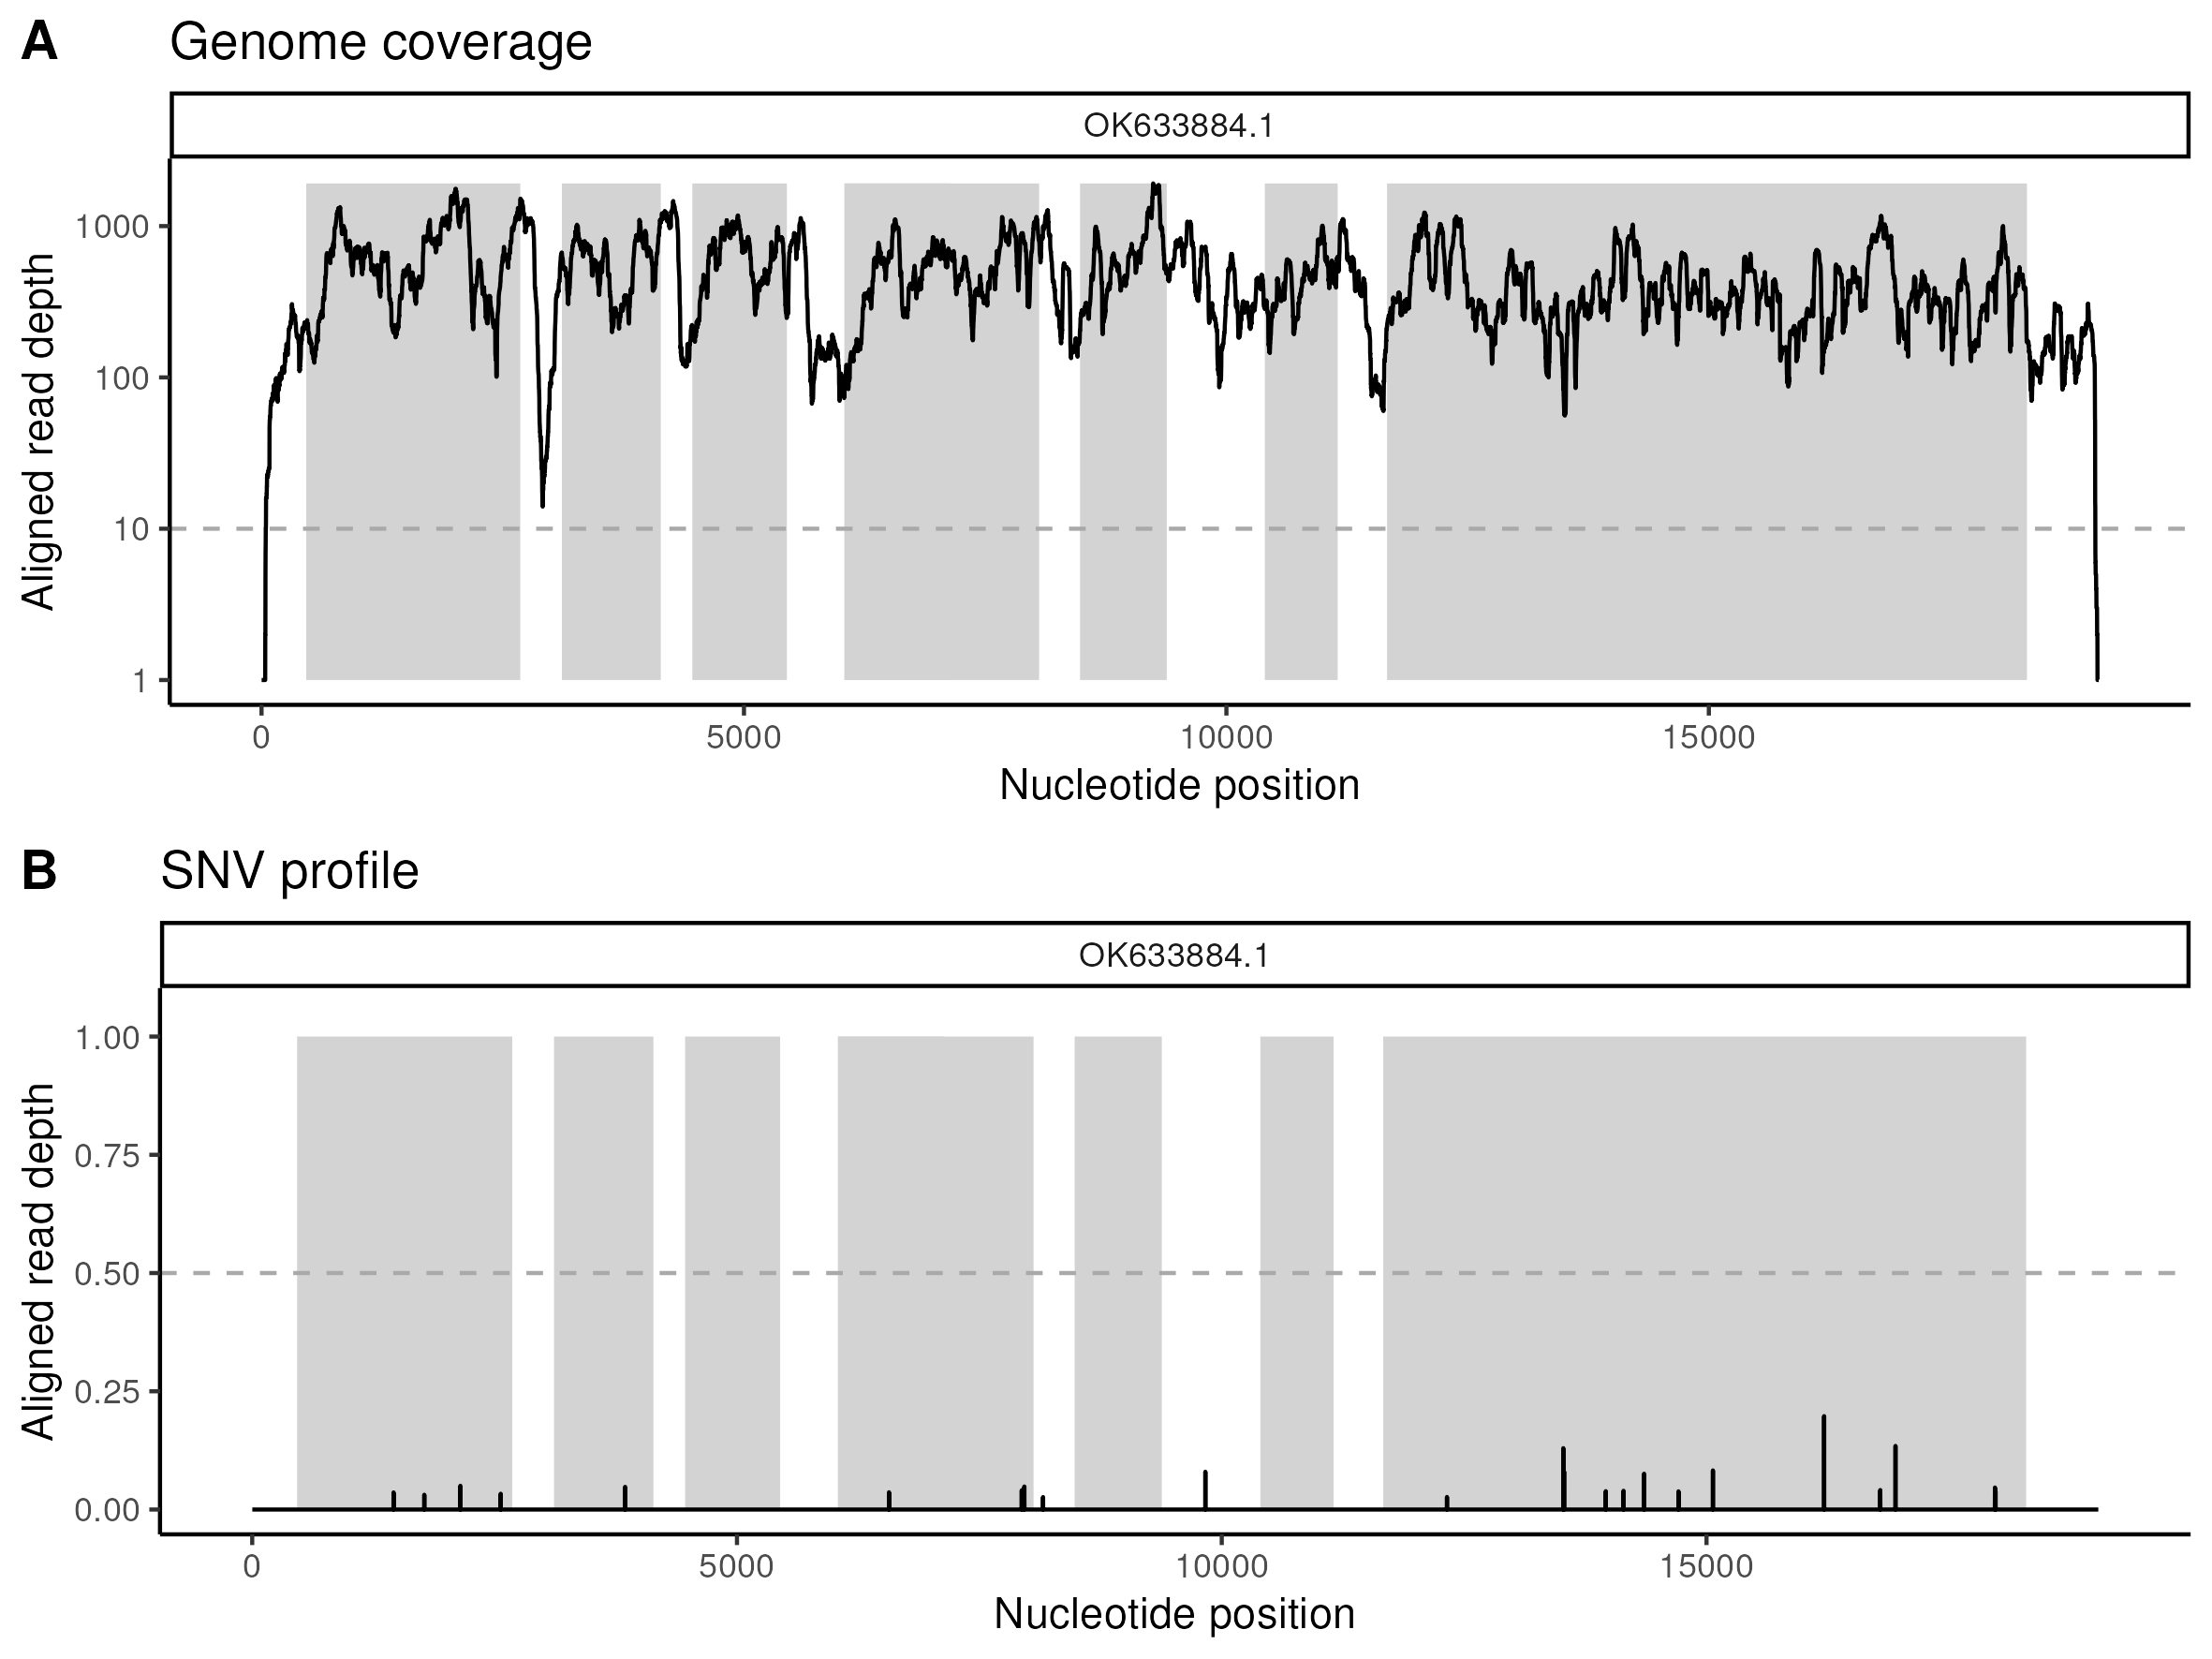 A Genome coverage
OK633884.1
Aligned read depth
1000
100
10
1
0 5000 10000 15000
Nucleotide position
B SNV profile
OK633884.1
Aligned read depth
1.00
0.75
0.50
0.25
0.00
0 5000 10000 15000
Nucleotide position